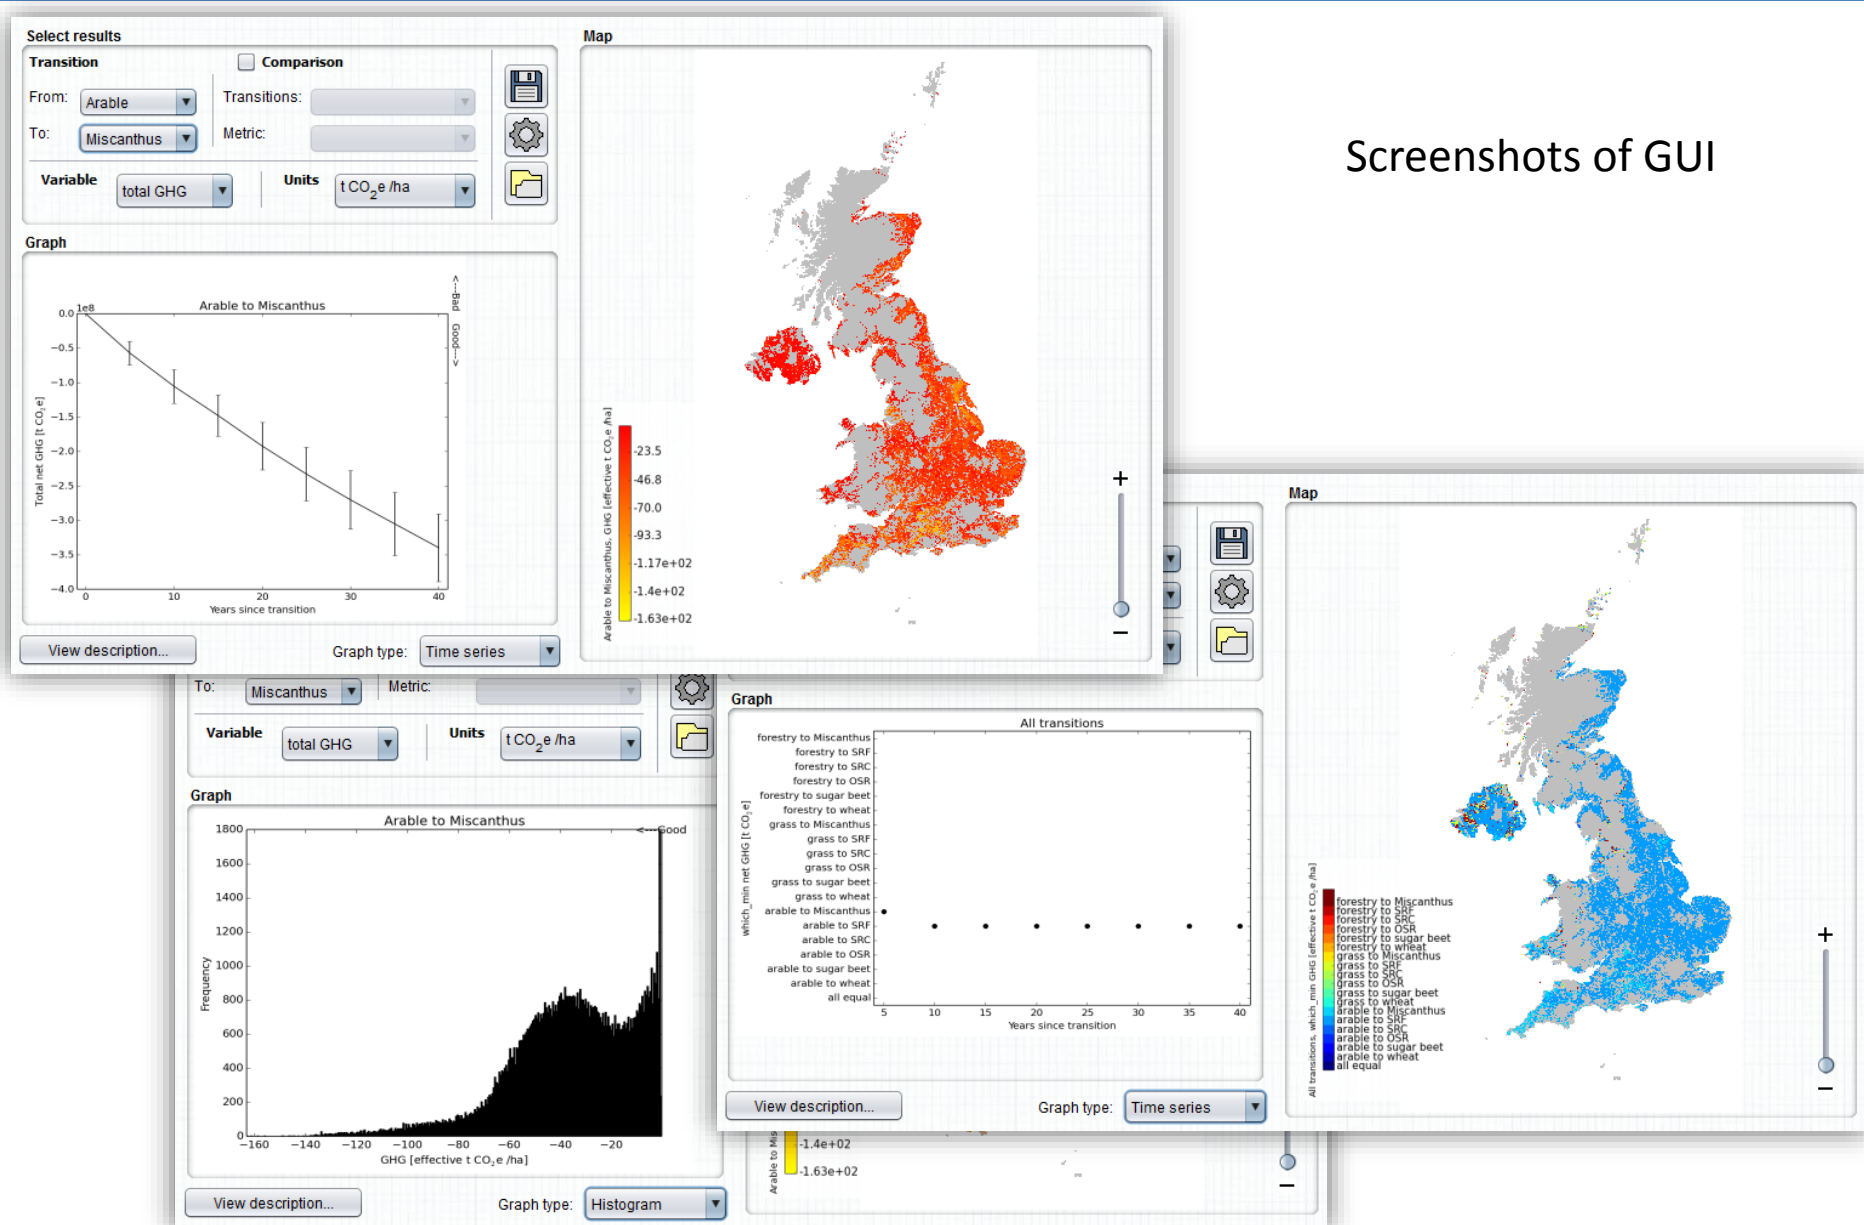 Screenshots of GUI
Select results
Transition
Comparison
From:
Arable
Transitions:
To:
Miscanthus
Metric:
Variable
total GHG
Units
t CO2e /ha
Graph
Arable to Miscanthus
<---Bad Good--->
1e8
0.0
−0.5
−1.0
−1.5
−2.0
−2.5
−3.0
−3.5
−4.0
Total net GHG [t CO2e]
0 10 20 30 40
Years since transition
View description...
Graph type:
Time series
Map
Arable to Miscanthus, GHG [effective t CO2e /ha]
-23.5
-46.8
-70.0
-93.3
-1.17e+02
-1.4e+02
-1.63e+02
+
−
To:
Miscanthus
Metric:
Variable
total GHG
Units
t CO2e /ha
Graph
Arable to Miscanthus
<---Good
1800
1600
1400
1200
1000
800
600
400
200
0
Frequency
−160 −140 −120 −100 −80 −60 −40 −20
GHG [effective t CO2e /ha]
View description...
Graph type:
Histogram
Arable to Mis
-1.4e+02
-1.63e+02
−
Graph
All transitions
forestry to Miscanthus
forestry to SRF
forestry to SRC
forestry to OSR
forestry to sugar beet
forestry to wheat
grass to Miscanthus
grass to SRF
grass to SRC
grass to OSR
grass to sugar beet
grass to wheat
arable to Miscanthus
arable to SRF
arable to SRC
arable to OSR
arable to sugar beet
arable to wheat
all equal
which_min net GHG [t CO2e]
5 10 15 20 25 30 35 40
Years since transition
View description...
Graph type:
Time series
Map
All transitions, which_min GHG [effective t CO2e /ha]
forestry to Miscanthus
forestry to SRF
forestry to SRC
forestry to OSR
forestry to sugar beet
forestry to wheat
grass to Miscanthus
grass to SRF
grass to SRC
grass to OSR
grass to sugar beet
grass to wheat
arable to Miscanthus
arable to SRF
arable to SRC
arable to OSR
arable to sugar beet
arable to wheat
all equal
+
−